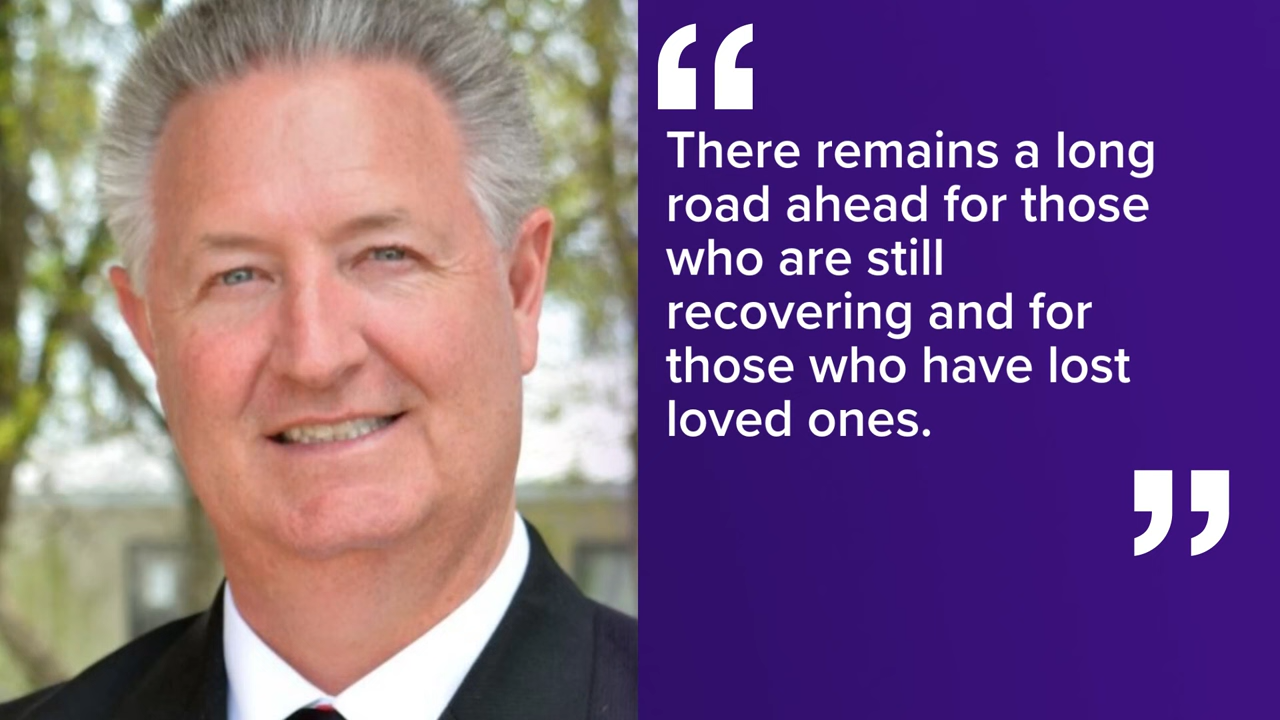 “
There remains a long
road ahead for those
who are still
recovering and for
those who have lost
loved ones.
”